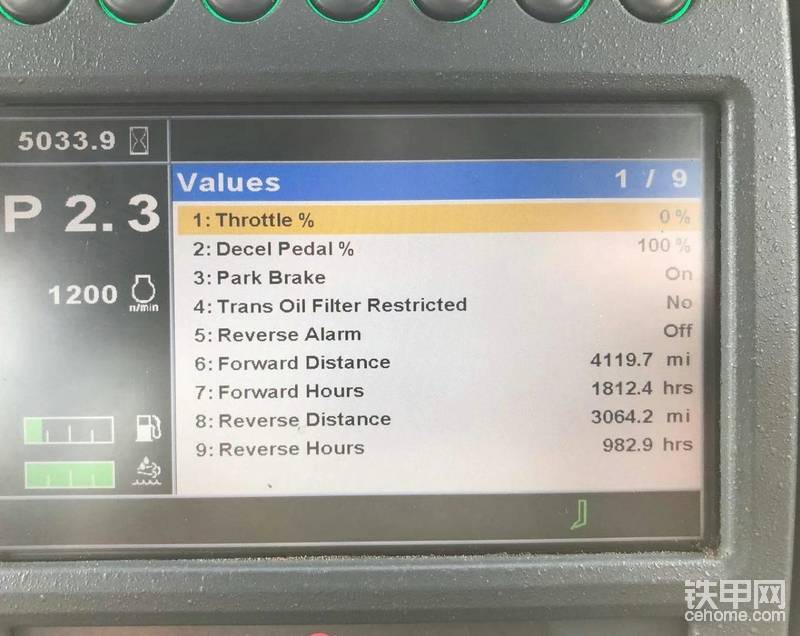 5033.9
P 2.3
1200
n/min
Values 1 / 9
1: Throttle % 0 %
2: Decel Pedal % 100 %
3: Park Brake On
4: Trans Oil Filter Restricted No
5: Reverse Alarm Off
6: Forward Distance 4119.7 mi
7: Forward Hours 1812.4 hrs
8: Reverse Distance 3064.2 mi
9: Reverse Hours 982.9 hrs
铁甲网
cehome.com